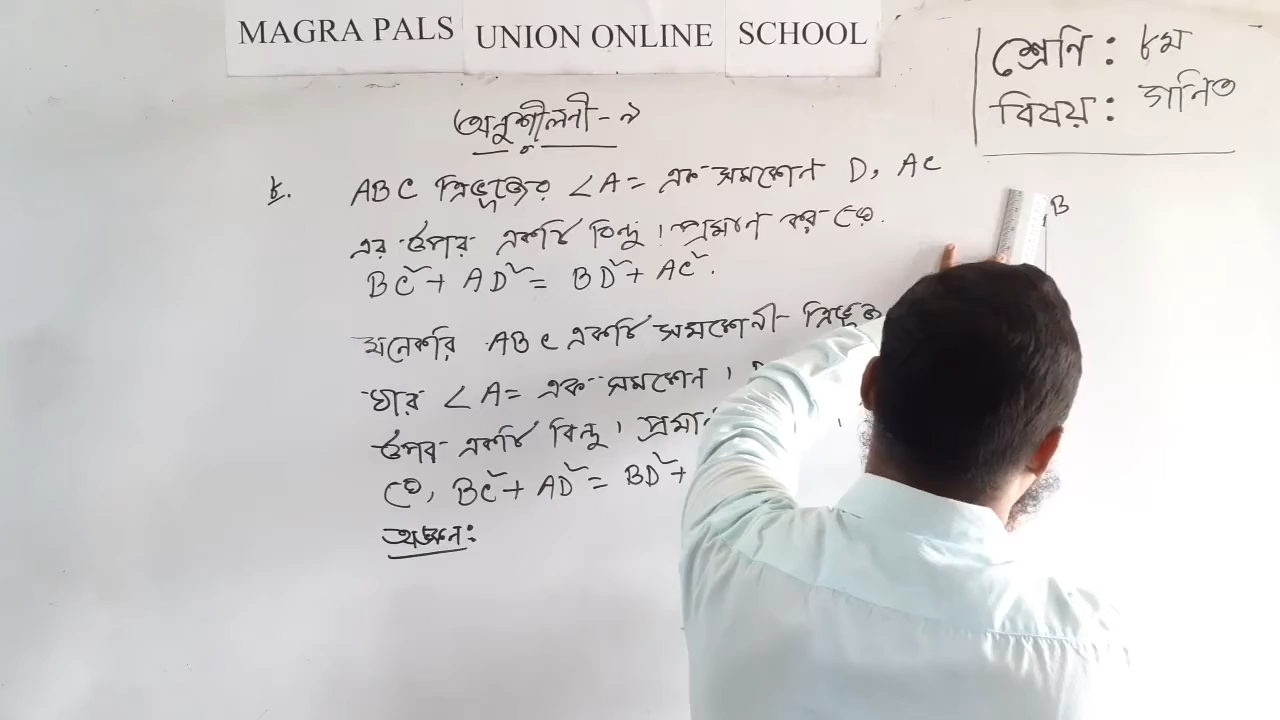 MAGRA PALS UNION ONLINE SCHOOL
শ্রেণি : ৮ম
বিষয় : গনিত
অনুশীলনী - ৯
৮. ABC ত্রিভুজের ∠A = এক সমকোন D, AC
এর উপর একটি বিন্দু। প্রমান কর যে.
BC² + AD² = BD² + AC².
B
মনেকরি ABC একটি সমকোনী ত্রিভুজ
যার ∠A = এক সমকোন।
উপর একটি বিন্দু। প্রমা
যে, BC² + AD² = BD² +
অঙ্কন :